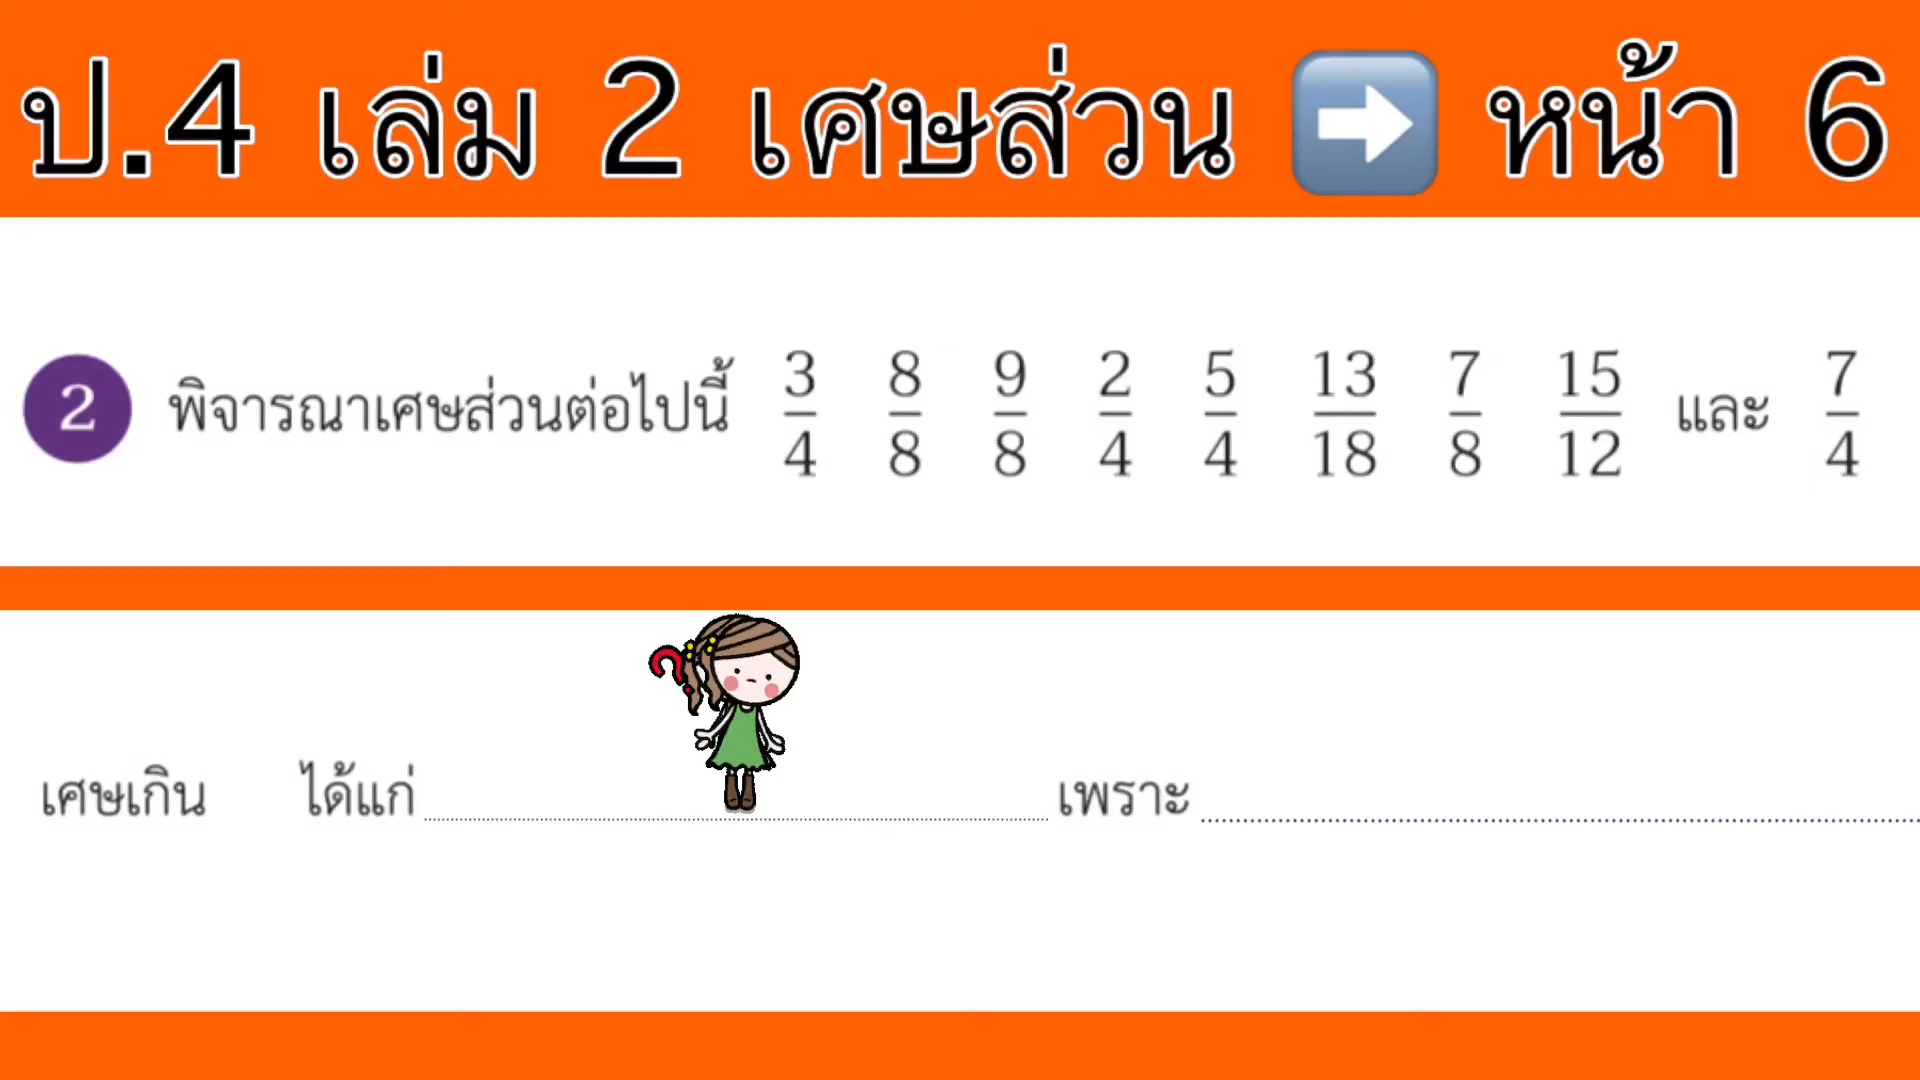 ป.4 เล่ม 2 เศษส่วน ➡️ หน้า 6
2 พิจารณาเศษส่วนต่อไปนี้ 3/4 8/8 9/8 2/4 5/4 13/18 7/8 15/12 และ 7/4
?
เศษเกิน ได้แก่ ........ เพราะ ........